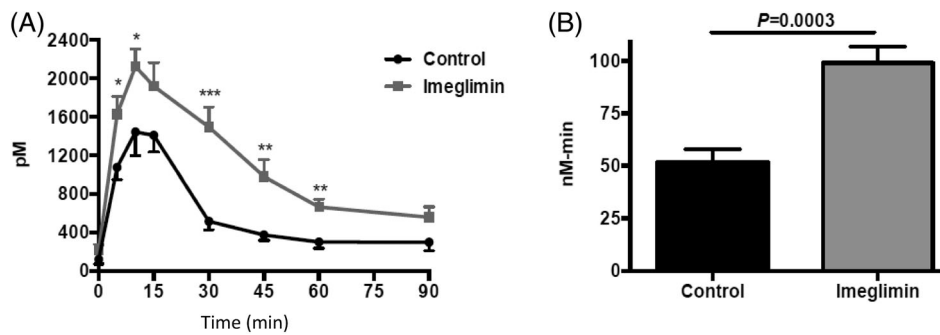 (A)
2400
2000
1600
1200
800
400
0
pM
*
*
***
**
**
Control
Imeglimin
0 15 30 45 60 75 90
Time (min)
(B)
P=0.0003
100
75
50
25
0
nM-min
Control Imeglimin